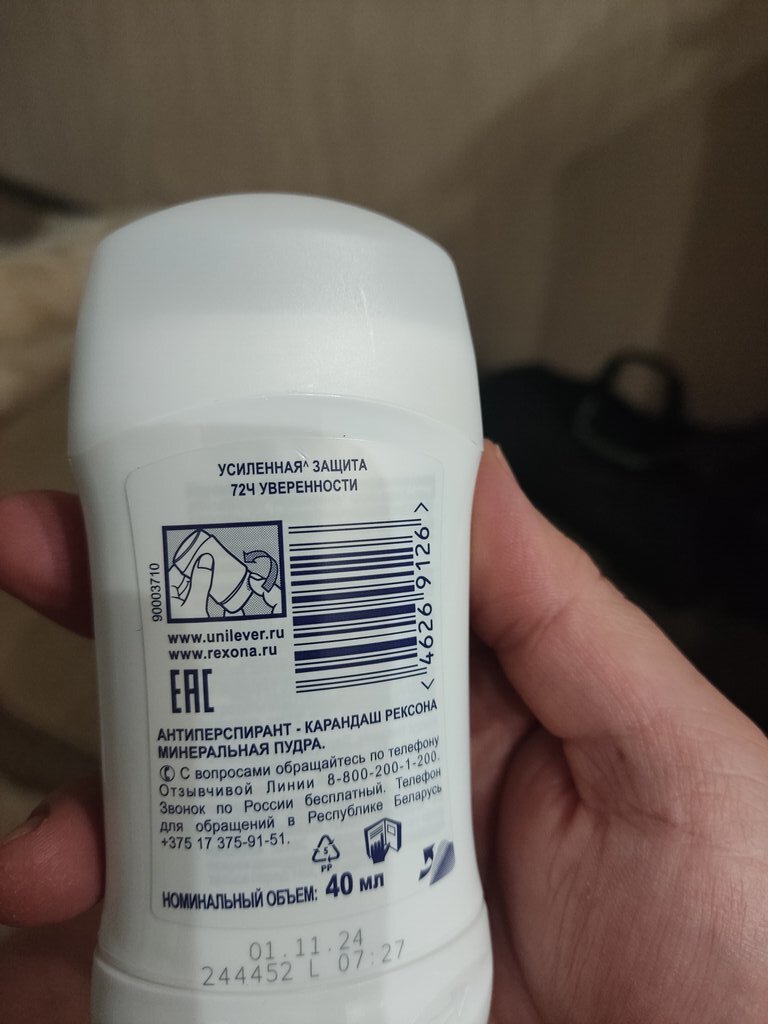 УСИЛЕННАЯ^ ЗАЩИТА
72Ч УВЕРЕННОСТИ
90003710
< 4626 9126 >
www.unilever.ru
www.rexona.ru
EAC
АНТИПЕРСПИРАНТ - КАРАНДАШ РЕКСОНА
МИНЕРАЛЬНАЯ ПУДРА.
С вопросами обращайтесь по телефону
Отзывчивой Линии 8-800-200-1-200.
Звонок по России бесплатный. Телефон
для обращений в Республике Беларусь
+375 17 375-91-51.
5
PP
НОМИНАЛЬНЫЙ ОБЪЕМ: 40 мл
01.11.24
244452 L 07:27